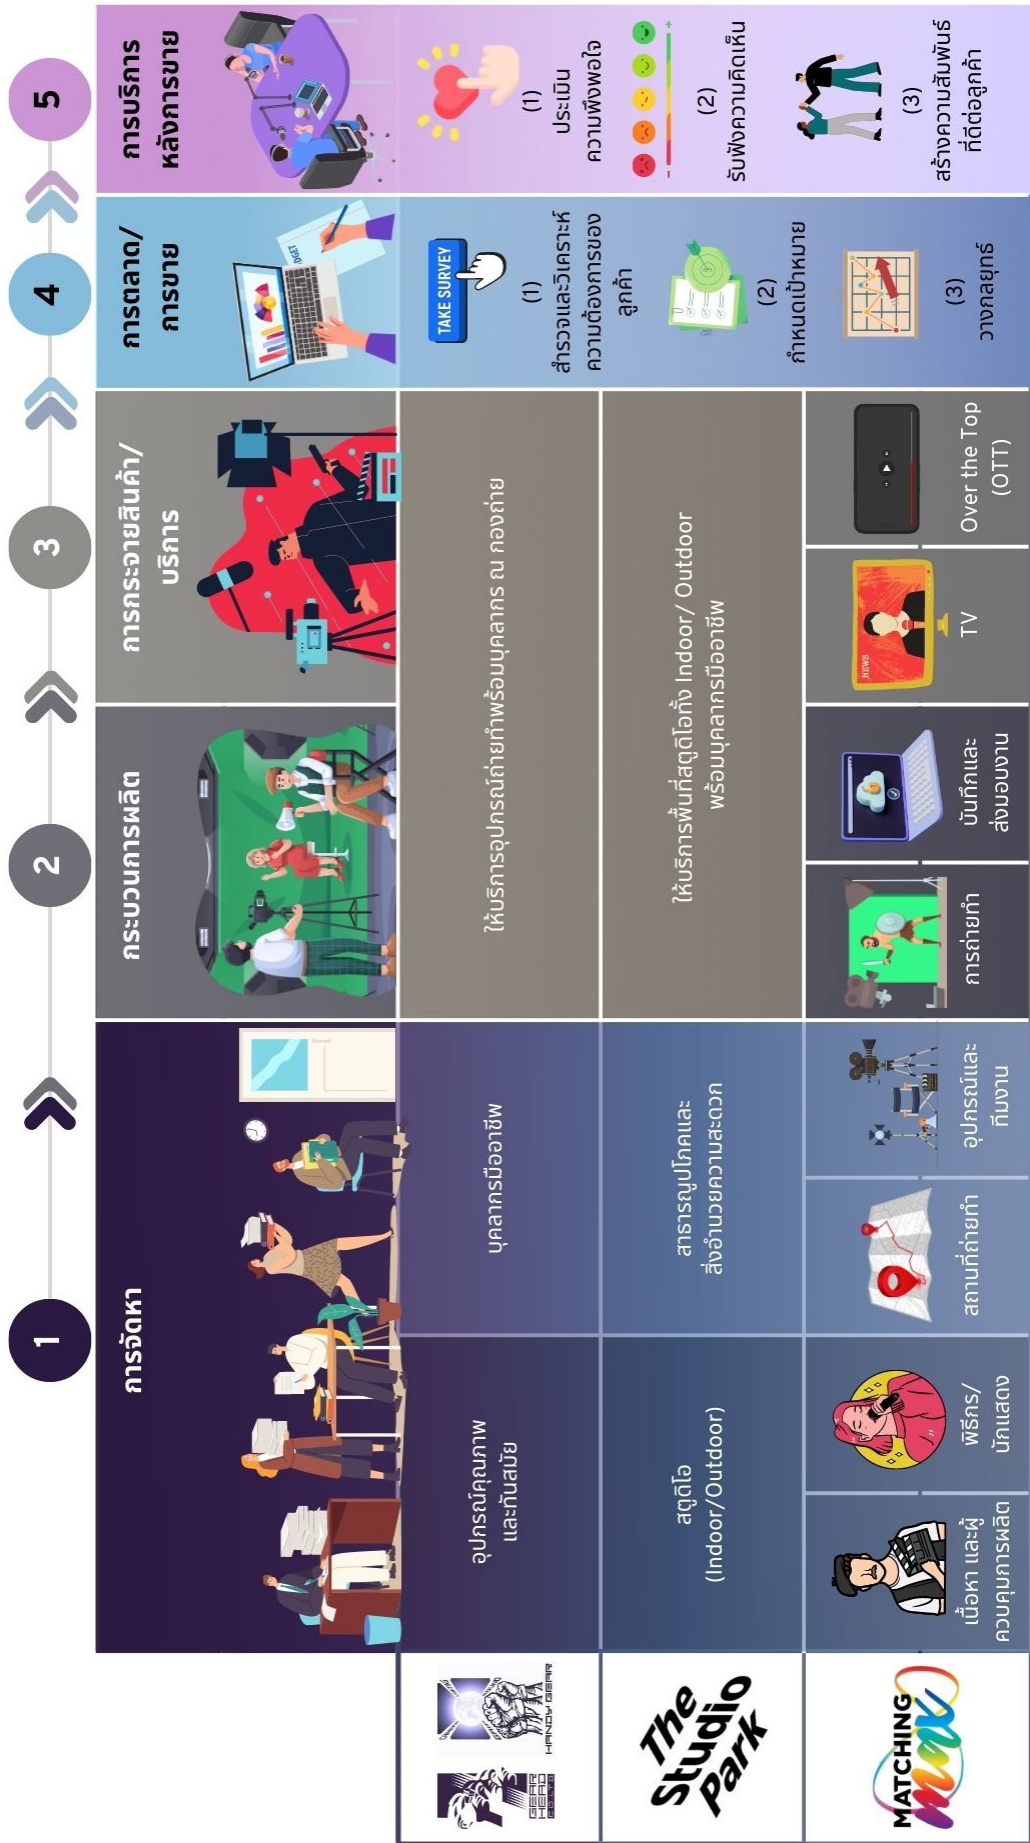 1
2
3
4
5
การจัดหา
กระบวนการผลิต
การกระจายสินค้า/
บริการ
การตลาด/
การขาย
การบริการ
หลังการขาย
GEAR
HEAD
CO.,LTD
HANDY GEAR
อุปกรณ์คุณภาพ
และทันสมัย
บุคลากรมืออาชีพ
ให้บริการอุปกรณ์ถ่ายทำพร้อมบุคลากร ณ กองถ่าย
The
Studio
Park
สตูดิโอ
(Indoor/Outdoor)
สาธารณูปโภคและ
สิ่งอำนวยความสะดวก
ให้บริการพื้นที่สตูดิโอทั้ง Indoor/ Outdoor
พร้อมบุคลากรมืออาชีพ
MATCHING
max
เนื้อหา และผู้
ควบคุมการผลิต
พิธีกร/
นักแสดง
สถานที่ถ่ายทำ
อุปกรณ์และ
ทีมงาน
การถ่ายทำ
บันทึกและ
ส่งมอบงาน
NEWS
TV
Over the Top
(OTT)
TAKE SURVEY
(1)
สำรวจและวิเคราะห์
ความต้องการของ
ลูกค้า
(2)
กำหนดเป้าหมาย
(3)
วางกลยุทธ์
(1)
ประเมิน
ความพึงพอใจ
- +
(2)
รับฟังความคิดเห็น
(3)
สร้างความสัมพันธ์
ที่ดีต่อลูกค้า